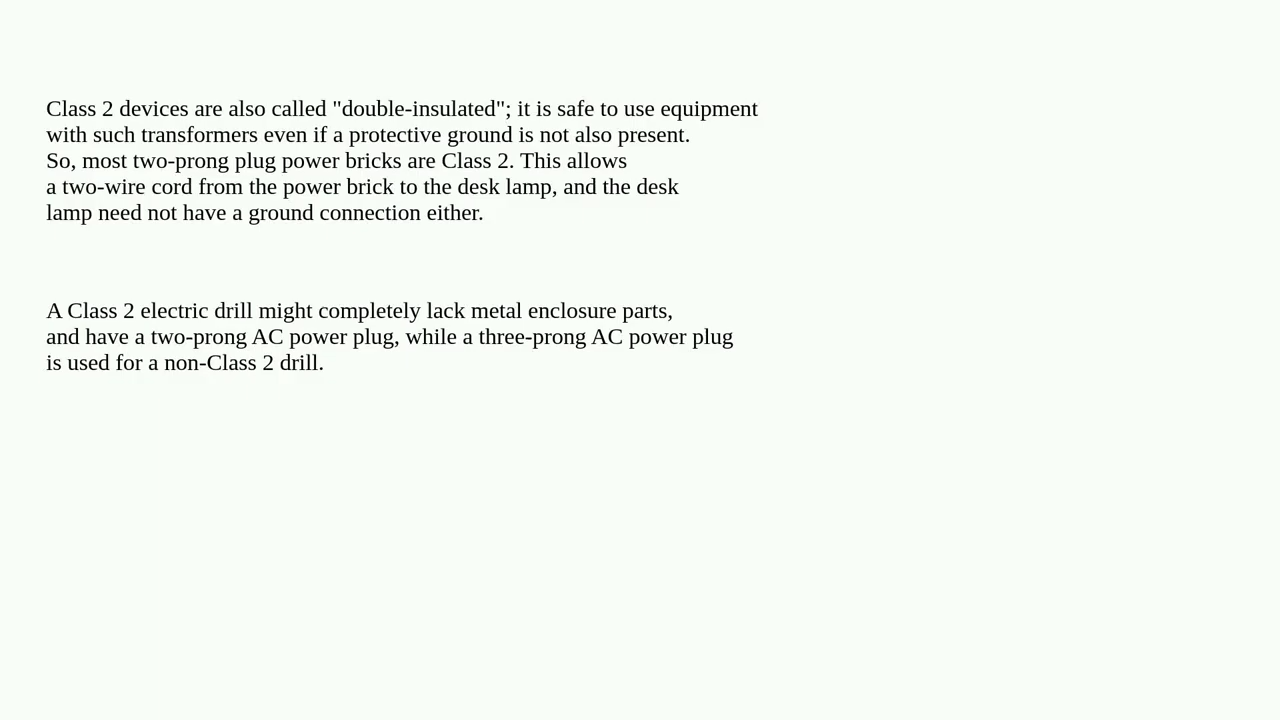 Class 2 devices are also called "double-insulated"; it is safe to use equipment
with such transformers even if a protective ground is not also present.
So, most two-prong plug power bricks are Class 2. This allows
a two-wire cord from the power brick to the desk lamp, and the desk
lamp need not have a ground connection either.
A Class 2 electric drill might completely lack metal enclosure parts,
and have a two-prong AC power plug, while a three-prong AC power plug
is used for a non-Class 2 drill.